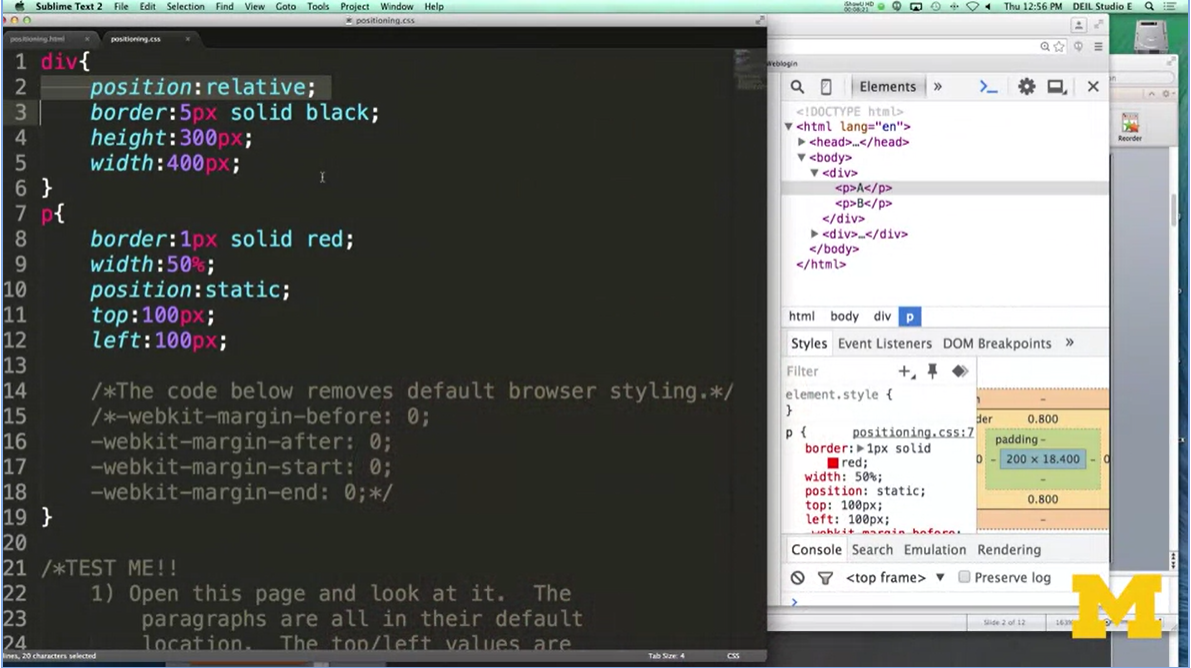 Sublime Text 2 File Edit Selection Find View Goto Tools Project Window Help
iShowU HD
00:08:23
Thu 12:56 PM DEIL Studio E
positioning.css
positioning.html × positioning.css ×
1 div{
2 position:relative;
3 border:5px solid black;
4 height:300px;
5 width:400px;
6 }
7 p{
8 border:1px solid red;
9 width:50%;
10 position:static;
11 top:100px;
12 left:100px;
13
14 /*The code below removes default browser styling.*/
15 /*-webkit-margin-before: 0;
16 -webkit-margin-after: 0;
17 -webkit-margin-start: 0;
18 -webkit-margin-end: 0;*/
19 }
20
21 /*TEST ME!!
22 1) Open this page and look at it. The
23 paragraphs are all in their default
24 location. The top/left values are
lines, 20 characters selected
Tab Size: 4 CSS
Weblogin
Elements »
<!DOCTYPE html>
<html lang="en">
<head>…</head>
<body>
<div>
<p>A</p>
<p>B</p>
</div>
<div>…</div>
</body>
</html>
html body div p
Styles Event Listeners DOM Breakpoints »
Filter
element.style {
}
p { positioning.css:7
border: 1px solid
red;
width: 50%;
position: static;
top: 100px;
left: 100px;
-webkit-margin-before:
der 0.800
padding -
- 200 × 18.400 -
0.800
Console Search Emulation Rendering
<top frame> Preserve log
>
Reorder
Slide 2 of 12
M